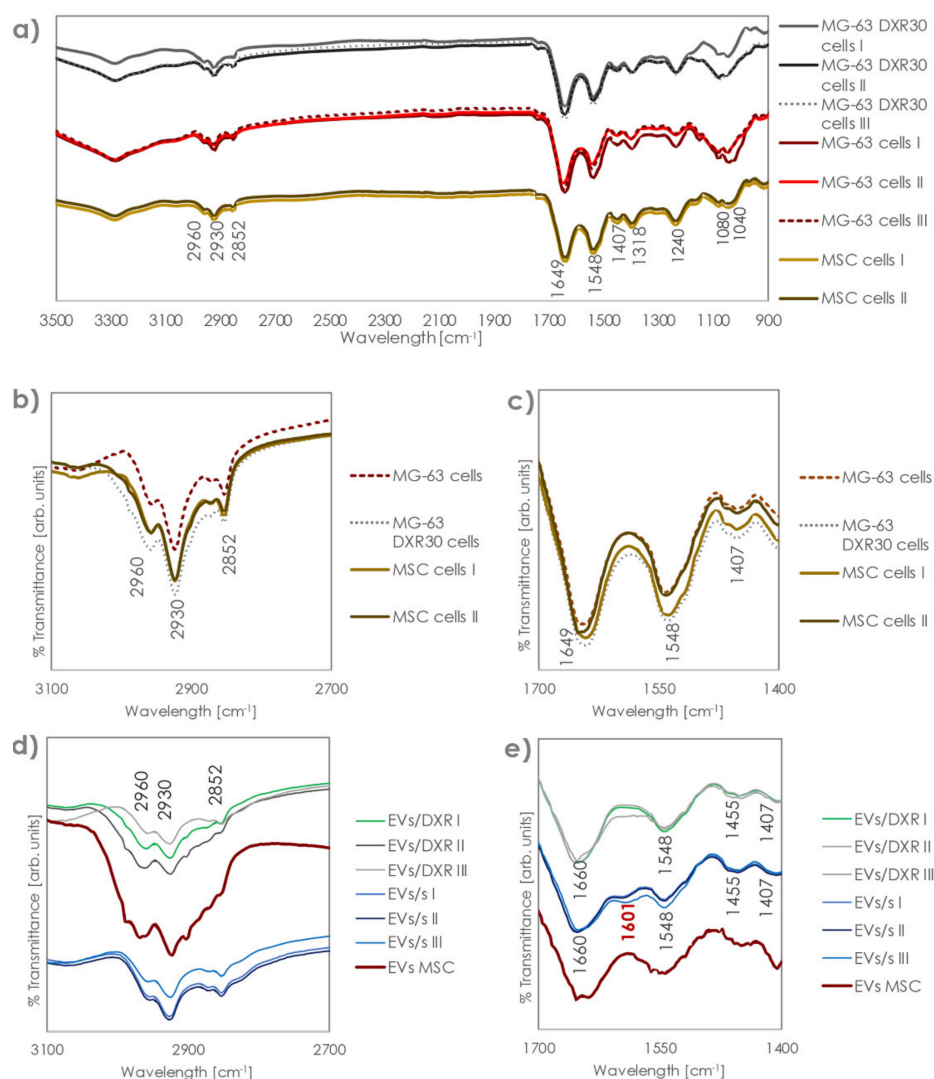 a)
MG-63 DXR30
cells I
MG-63 DXR30
cells II
MG-63 DXR30
cells III
MG-63 cells I
MG-63 cells II
MG-63 cells III
MSC cells I
MSC cells II
2960
2930
2852
1649
1548
1407
1318
1240
1080
1040
3500 3300 3100 2900 2700 2500 2300 2100 1900 1700 1500 1300 1100 900
Wavelength [cm-1]
b)
% Transmittance [arb. units]
2960
2930
2852
MG-63 cells
MG-63
DXR30 cells
MSC cells I
MSC cells II
3100 2900 2700
Wavelength [cm-1]
c)
% Transmittance [arb. units]
1649
1548
1407
MG-63 cells
MG-63
DXR30 cells
MSC cells I
MSC cells II
1700 1550 1400
Wavelength [cm-1]
d)
% Transmittance [arb. units]
2960
2930
2852
EVs/DXR I
EVs/DXR II
EVs/DXR III
EVs/s I
EVs/s II
EVs/s III
EVs MSC
3100 2900 2700
Wavelength [cm-1]
e)
% Transmittance [arb. units]
1660
1548
1455
1407
1660
1601
1548
1455
1407
EVs/DXR I
EVs/DXR II
EVs/DXR III
EVs/s I
EVs/s II
EVs/s III
EVs MSC
1700 1550 1400
Wavelength [cm-1]